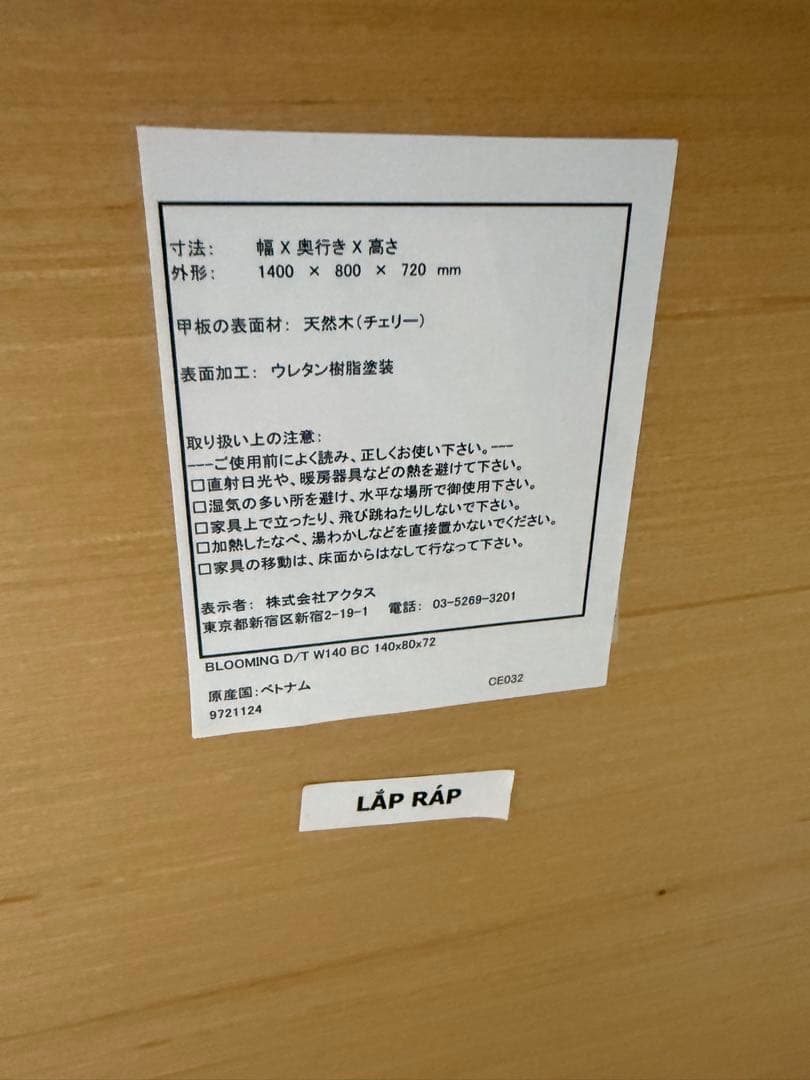 寸法: 幅 X 奥行き X 高さ
外形: 1400 × 800 × 720 mm
甲板の表面材: 天然木(チェリー)
表面加工: ウレタン樹脂塗装
取り扱い上の注意:
---ご使用前によく読み、正しくお使い下さい。---
□直射日光や、暖房器具などの熱を避けて下さい。
□湿気の多い所を避け、水平な場所で御使用下さい。
□家具上で立ったり、飛び跳ねたりしないで下さい。
□加熱したなべ、湯わかしなどを直接置かないでください。
□家具の移動は、床面からはなして行なって下さい。
表示者: 株式会社アクタス
東京都新宿区新宿2-19-1 電話: 03-5269-3201
BLOOMING D/T W140 BC 140x80x72
原産国:ベトナム CE032
9721124
LẮP RÁP